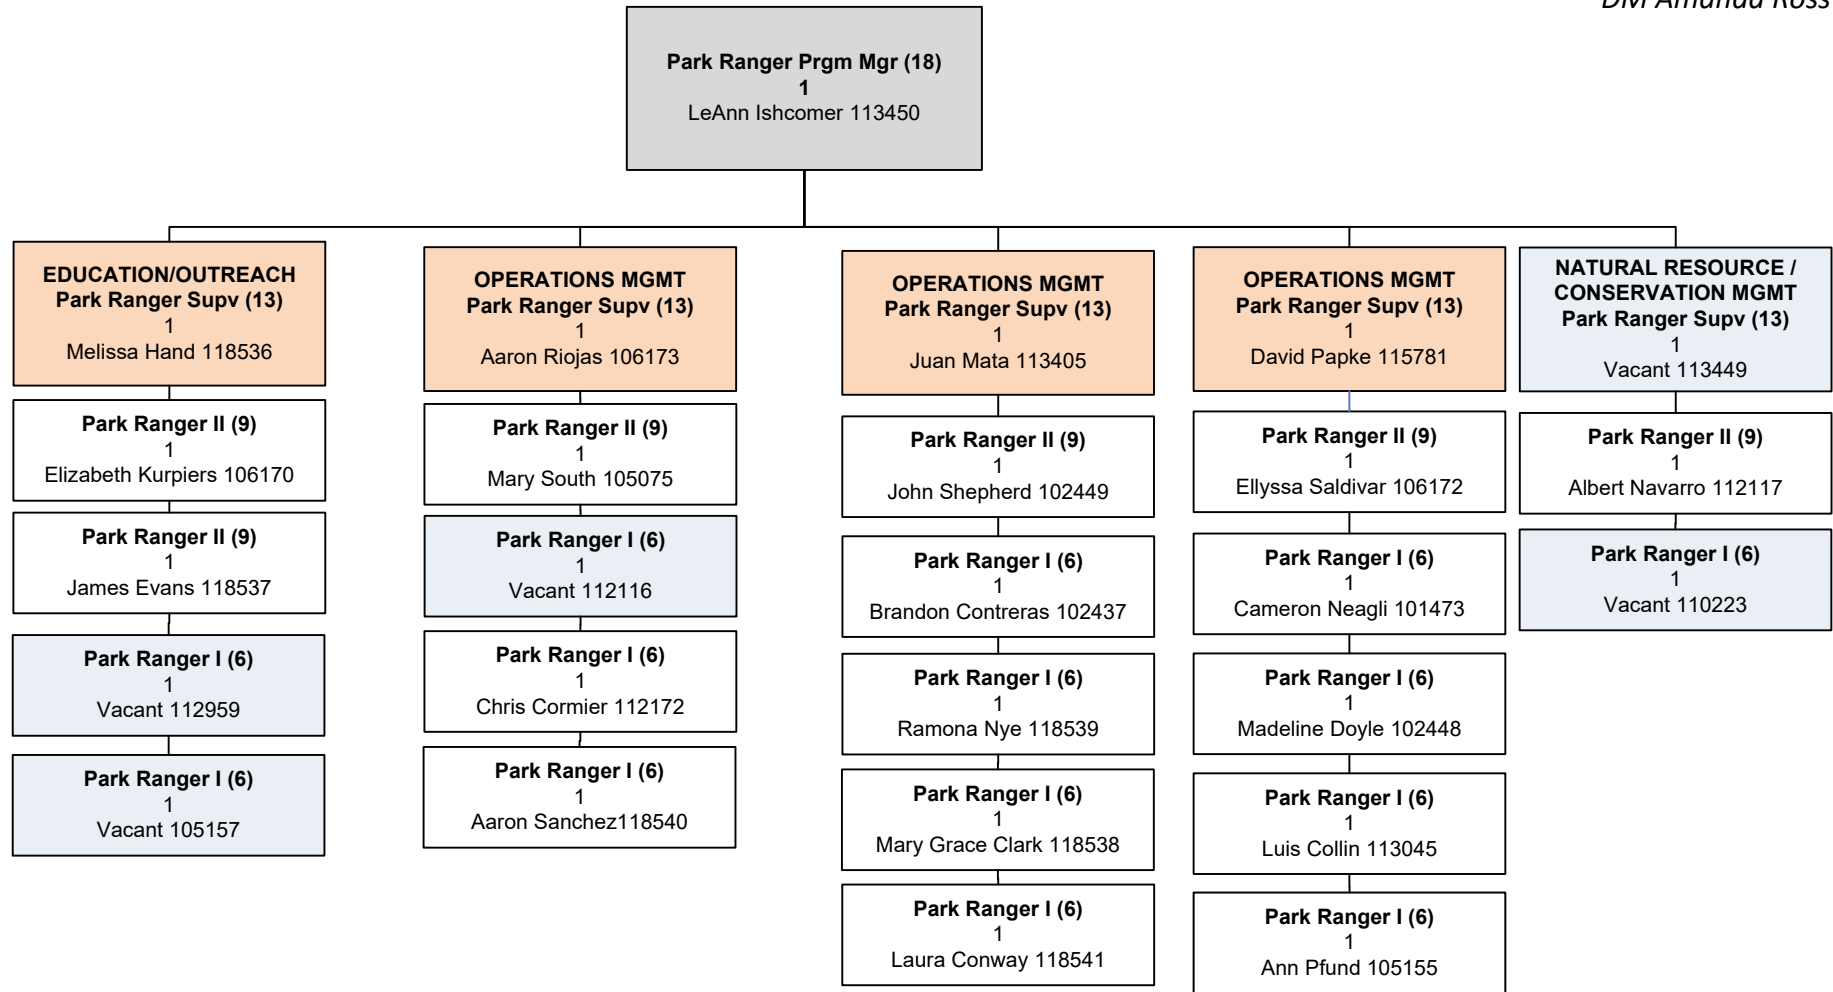 DM Amanda Ross
Park Ranger Prgm Mgr (18)
1
LeAnn Ishcomer 113450
EDUCATION/OUTREACH
Park Ranger Supv (13)
1
Melissa Hand 118536
Park Ranger II (9)
1
Elizabeth Kurpiers 106170
Park Ranger II (9)
1
James Evans 118537
Park Ranger I (6)
1
Vacant 112959
Park Ranger I (6)
1
Vacant 105157
OPERATIONS MGMT
Park Ranger Supv (13)
1
Aaron Riojas 106173
Park Ranger II (9)
1
Mary South 105075
Park Ranger I (6)
1
Vacant 112116
Park Ranger I (6)
1
Chris Cormier 112172
Park Ranger I (6)
1
Aaron Sanchez118540
OPERATIONS MGMT
Park Ranger Supv (13)
1
Juan Mata 113405
Park Ranger II (9)
1
John Shepherd 102449
Park Ranger I (6)
1
Brandon Contreras 102437
Park Ranger I (6)
1
Ramona Nye 118539
Park Ranger I (6)
1
Mary Grace Clark 118538
Park Ranger I (6)
1
Laura Conway 118541
OPERATIONS MGMT
Park Ranger Supv (13)
1
David Papke 115781
Park Ranger II (9)
1
Ellyssa Saldivar 106172
Park Ranger I (6)
1
Cameron Neagli 101473
Park Ranger I (6)
1
Madeline Doyle 102448
Park Ranger I (6)
1
Luis Collin 113045
Park Ranger I (6)
1
Ann Pfund 105155
NATURAL RESOURCE /
CONSERVATION MGMT
Park Ranger Supv (13)
1
Vacant 113449
Park Ranger II (9)
1
Albert Navarro 112117
Park Ranger I (6)
1
Vacant 110223